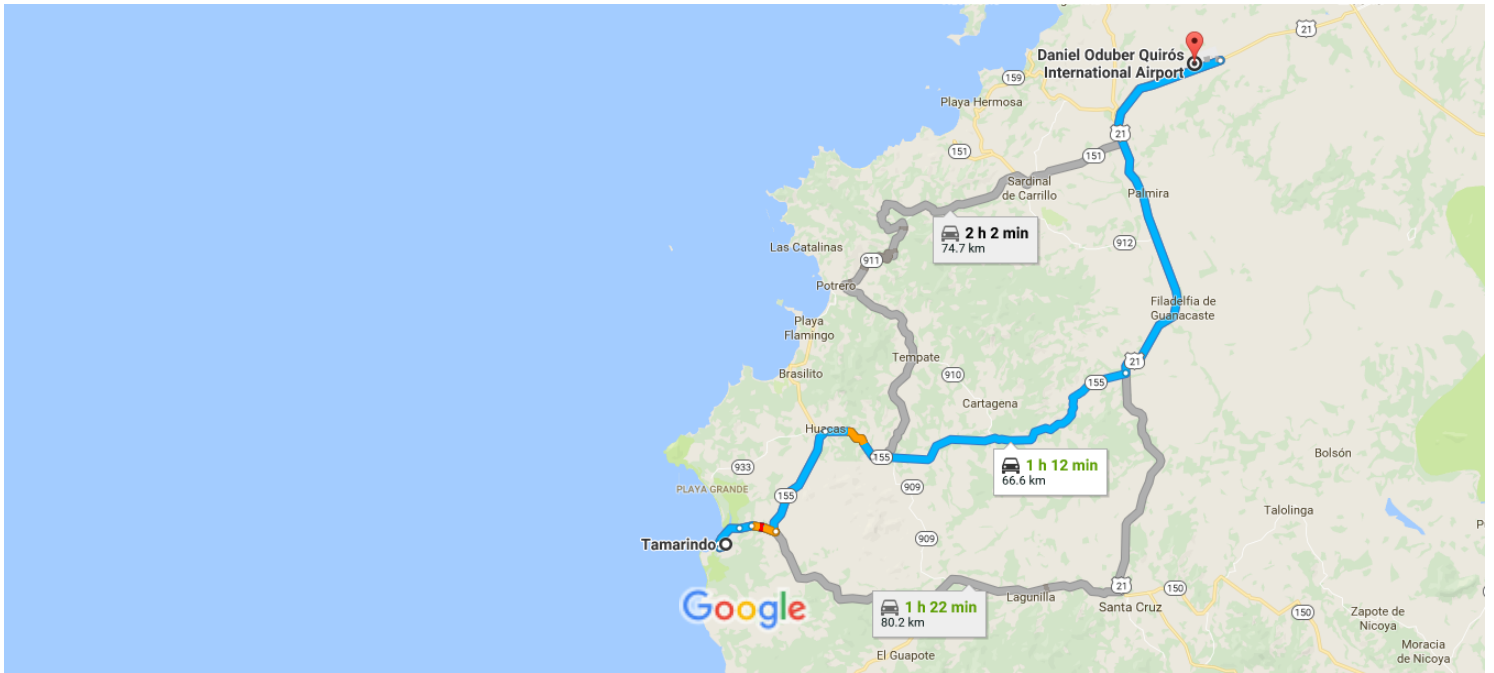 21
Daniel Oduber Quirós
International Airport
159
Playa Hermosa
21
151
151
Sardinal
de Carrillo
Palmira
2 h 2 min
74.7 km
912
Las Catalinas
911
Potrero
Filadelfia de
Guanacaste
Playa
Flamingo
Tempate
21
Brasilito
910
155
Cartagena
Huacas
155
1 h 12 min
66.6 km
Bolsón
933
PLAYA GRANDE
909
155
Talolinga
Tamarindo
909
21
150
Google
1 h 22 min
80.2 km
Lagunilla
Santa Cruz
150
Zapote de
Nicoya
El Guapote
Moracia
de Nicoya